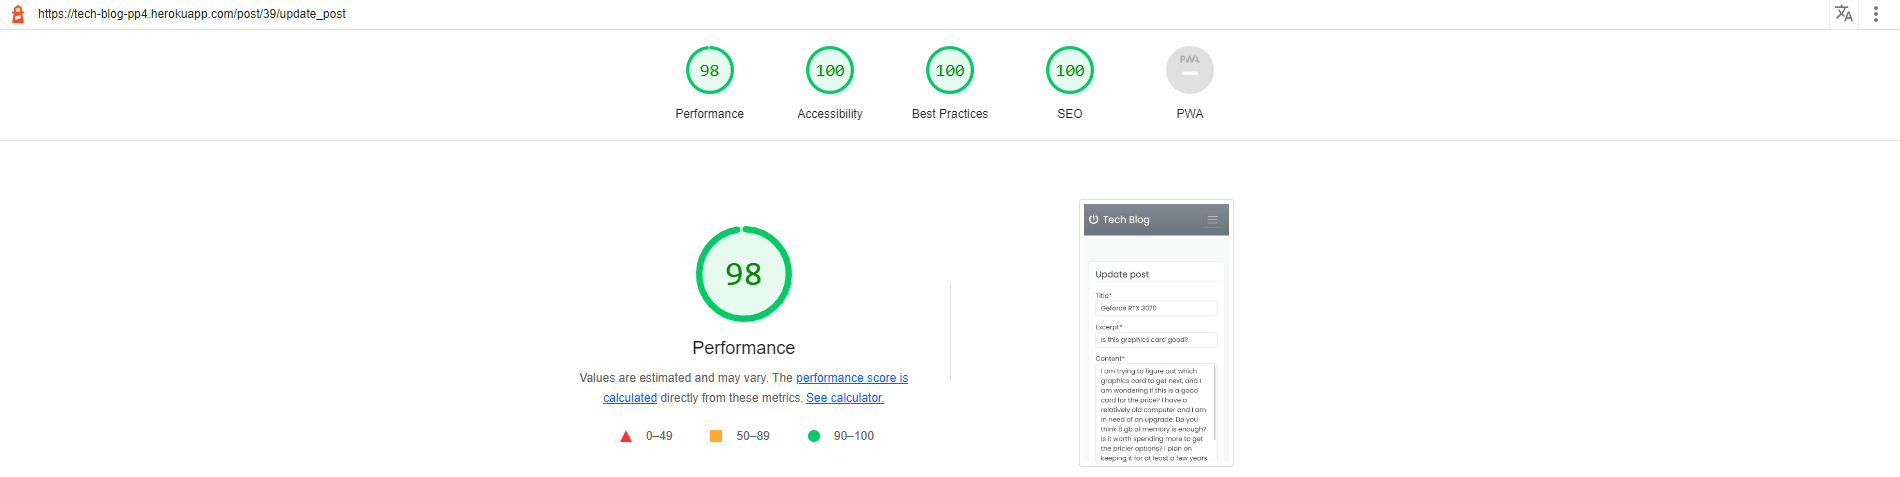 https://tech-blog-pp4.herokuapp.com/post/39/update_post
98
100
100
100
PWA
Performance
Accessibility
Best Practices
SEO
PWA
98
Performance
Values are estimated and may vary. The performance score is
calculated directly from these metrics. See calculator.
0–49
50–89
90–100
Tech Blog
Update post
Title*
Geforce RTX 3070
Excerpt*
Is this graphics card good?
Content*
I am trying to figure out which
graphics card to get next, and I
am wondering if this is a good
card for the price? I have a
relatively old computer and I am
in need of an upgrade. Do you
think 8 gb of memory is enough?
Is it worth spending more to get
the pricier options? I plan on
keeping it for at least a few years.